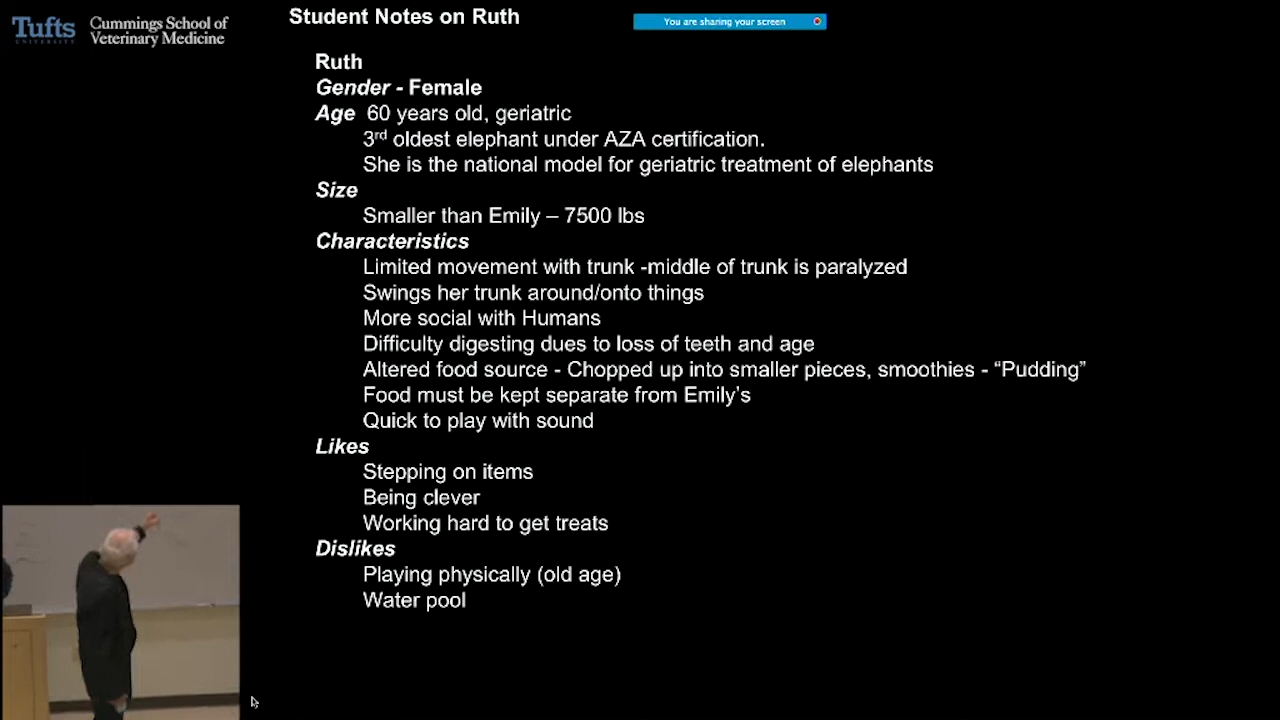 Tufts
UNIVERSITY
Cummings School of
Veterinary Medicine
Student Notes on Ruth
You are sharing your screen
Ruth
Gender - Female
Age 60 years old, geriatric
3rd oldest elephant under AZA certification.
She is the national model for geriatric treatment of elephants
Size
Smaller than Emily – 7500 lbs
Characteristics
Limited movement with trunk -middle of trunk is paralyzed
Swings her trunk around/onto things
More social with Humans
Difficulty digesting dues to loss of teeth and age
Altered food source - Chopped up into smaller pieces, smoothies - “Pudding”
Food must be kept separate from Emily’s
Quick to play with sound
Likes
Stepping on items
Being clever
Working hard to get treats
Dislikes
Playing physically (old age)
Water pool